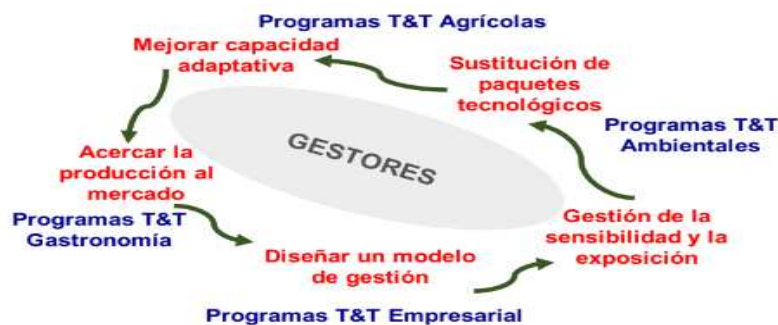 Programas T&T Agrícolas
Mejorar capacidad
adaptativa
Sustitución de
paquetes
tecnológicos
Programas T&T
Ambientales
GESTORES
Acercar la
producción al
mercado
Programas T&T
Gastronomía
Gestión de la
sensibilidad y la
exposición
Diseñar un modelo
de gestión
Programas T&T Empresarial